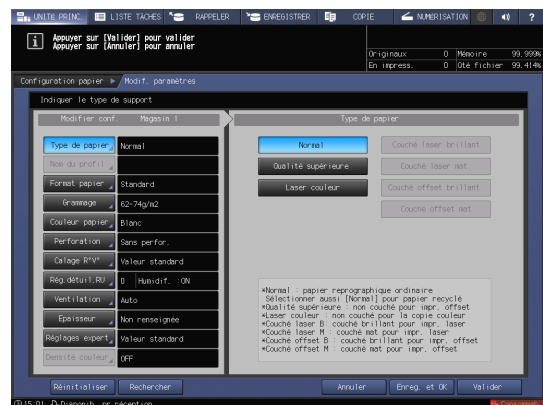 UNITE PRINC. LISTE TÂCHES RAPPELER ENREGISTRER COPIE NUMERISATION ?
Appuyer sur [Valider] pour valider
Appuyer sur [Annuler] pour annuler
Originaux 0 Mémoire 99.999%
En impress. 0 Qté fichier 99.414%
Configuration papier Modif. paramètres
Indiquer le type de support
Modifier conf. Magasin 1
Type de papier
Type de papier Normal
Nom du profil
Format papier Standard
Grammage 62-74g/m2
Couleur papier Blanc
Perforation Sans perfor.
Calage R°V° Valeur standard
Rég.détuil.RU 0 Humidif. :ON
Ventilation Auto
Epaisseur Non renseignée
Réglages expert Valeur standard
Densité couleur OFF
Normal Couché laser brillant
Qualité supérieure Couché laser mat.
Laser couleur Couché offset brillant
Couché offset mat
*Normal : papier reprographique ordinaire
Sélectionner aussi [Normal] pour papier recyclé
*Qualité supérieure : non couché pour impr. offset
*Laser couleur : non couché pour la copie couleur
*Couché laser B: couché brillant pour impr. laser
*Couché laser M : couché mat pour impr. laser
*Couché offset B : couché brillant pour impr. offset
*Couché offset M : couché mat pour impr. offset
Réinitialiser Rechercher Annuler Enreg. et OK Valider
15:01 Disponib. pr réception